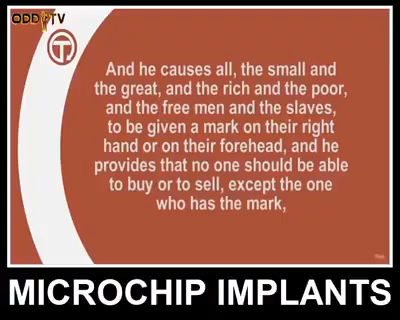 ODD TV
T
And he causes all, the small and
the great, and the rich and the poor,
and the free men and the slaves,
to be given a mark on their right
hand or on their forehead, and he
provides that no one should be able
to buy or to sell, except the one
who has the mark,
MICROCHIP IMPLANTS